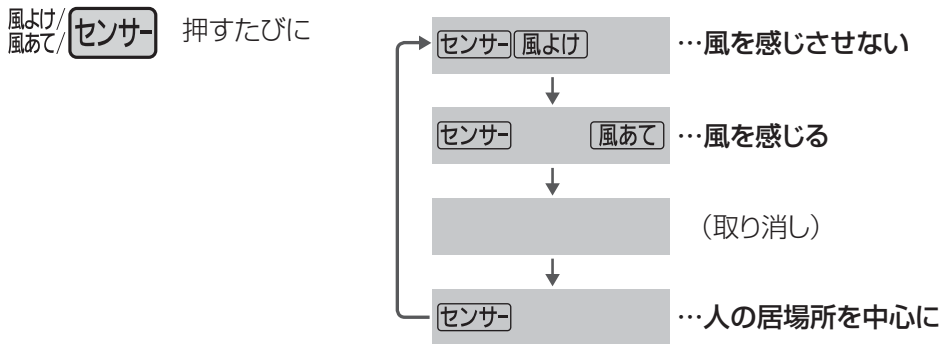 風よけ/
風あて/ センサー 押すたびに
センサー 風よけ …風を感じさせない
センサー 風あて …風を感じる
（取り消し）
センサー …人の居場所を中心に